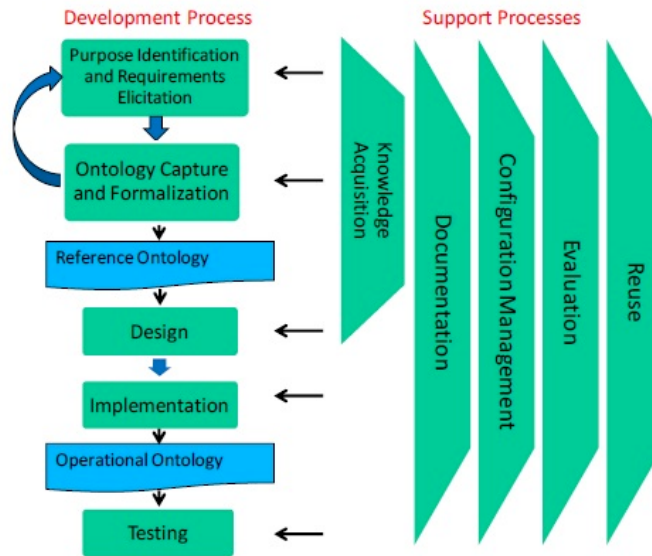 Development Process
Support Processes
Purpose Identification
and Requirements
Elicitation
Ontology Capture
and Formalization
Reference Ontology
Design
Implementation
Operational Ontology
Testing
Knowledge
Acquisition
Documentation
Configuration Management
Evaluation
Reuse